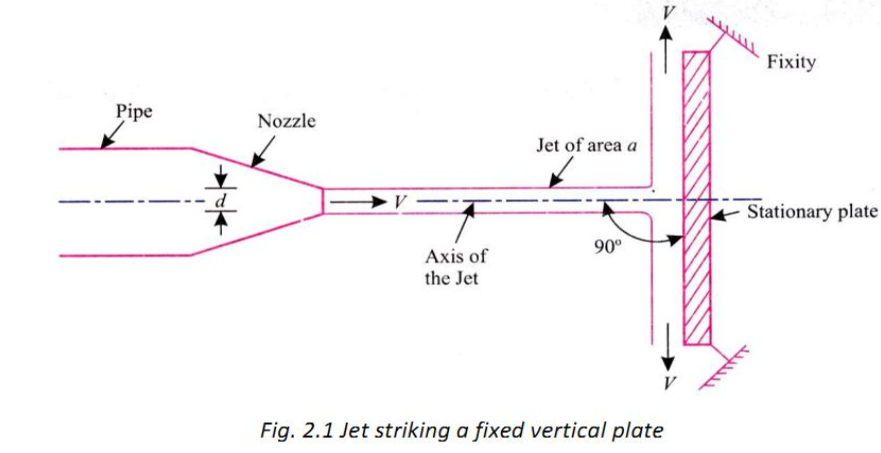 V
Fixity
Pipe
Nozzle
Jet of area a
d
V
Stationary plate
90°
Axis of
the Jet
V
Fig. 2.1 Jet striking a fixed vertical plate